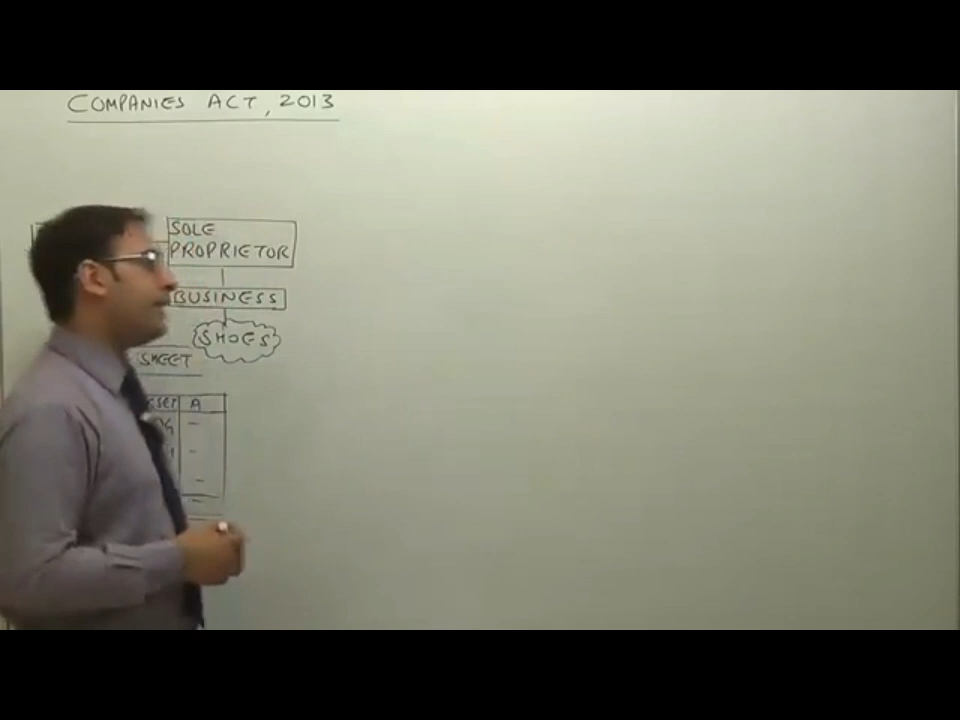 COMPANIES ACT, 2013
SOLE
PROPRIETOR
BUSINESS
SHOES
SHEET
A